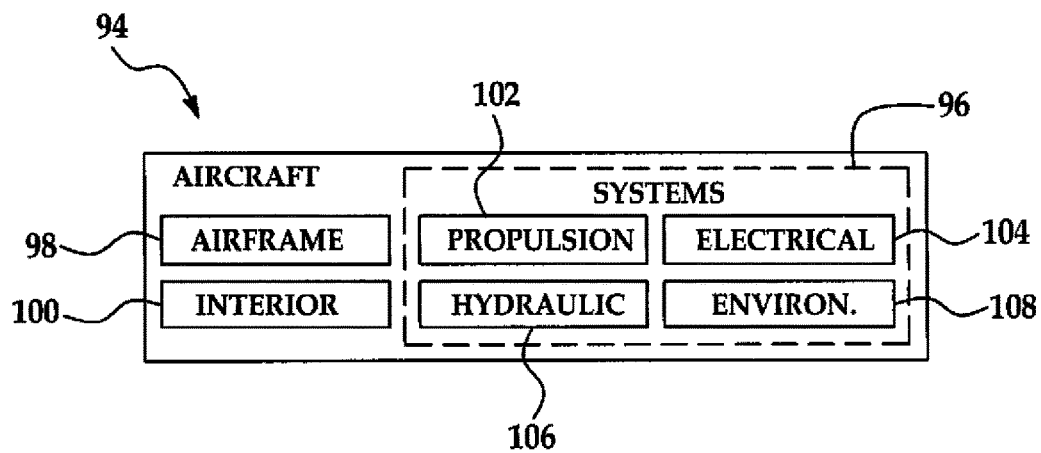 94
102
96
AIRCRAFT
SYSTEMS
98
AIRFRAME
PROPULSION
ELECTRICAL
104
100
INTERIOR
HYDRAULIC
ENVIRON.
108
106